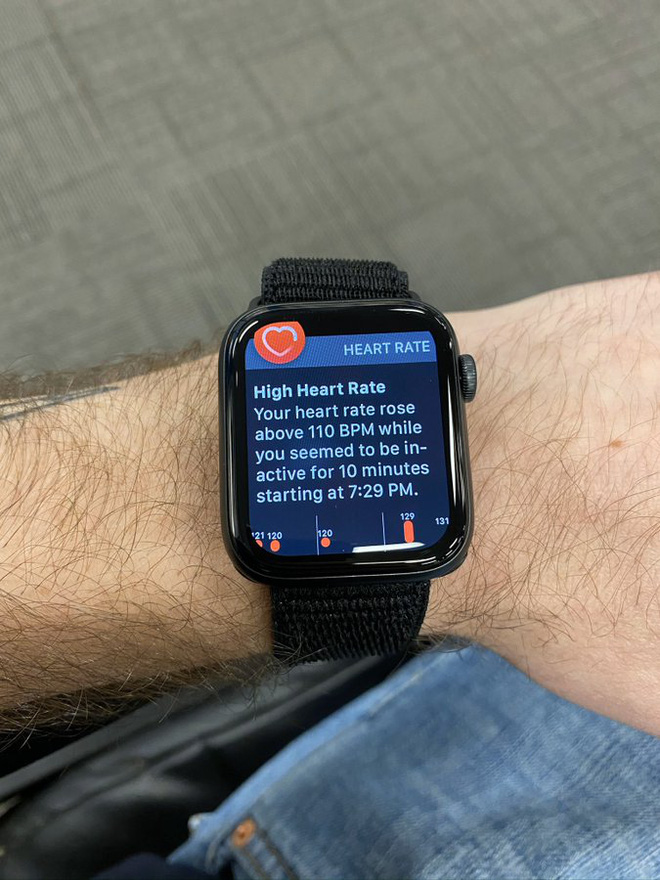 HEART RATE
High Heart Rate
Your heart rate rose
above 110 BPM while
you seemed to be in-
active for 10 minutes
starting at 7:29 PM.
121 120 120 129 131